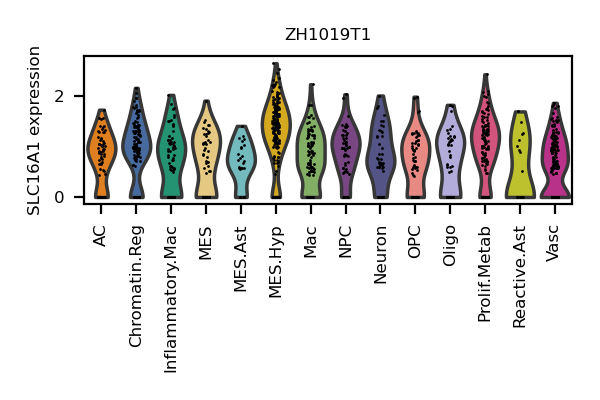 ZH1019T1
SLC16A1 expression
2
0
AC
Chromatin.Reg
Inflammatory.Mac
MES
MES.Ast
MES.Hyp
Mac
NPC
Neuron
OPC
Oligo
Prolif.Metab
Reactive.Ast
Vasc